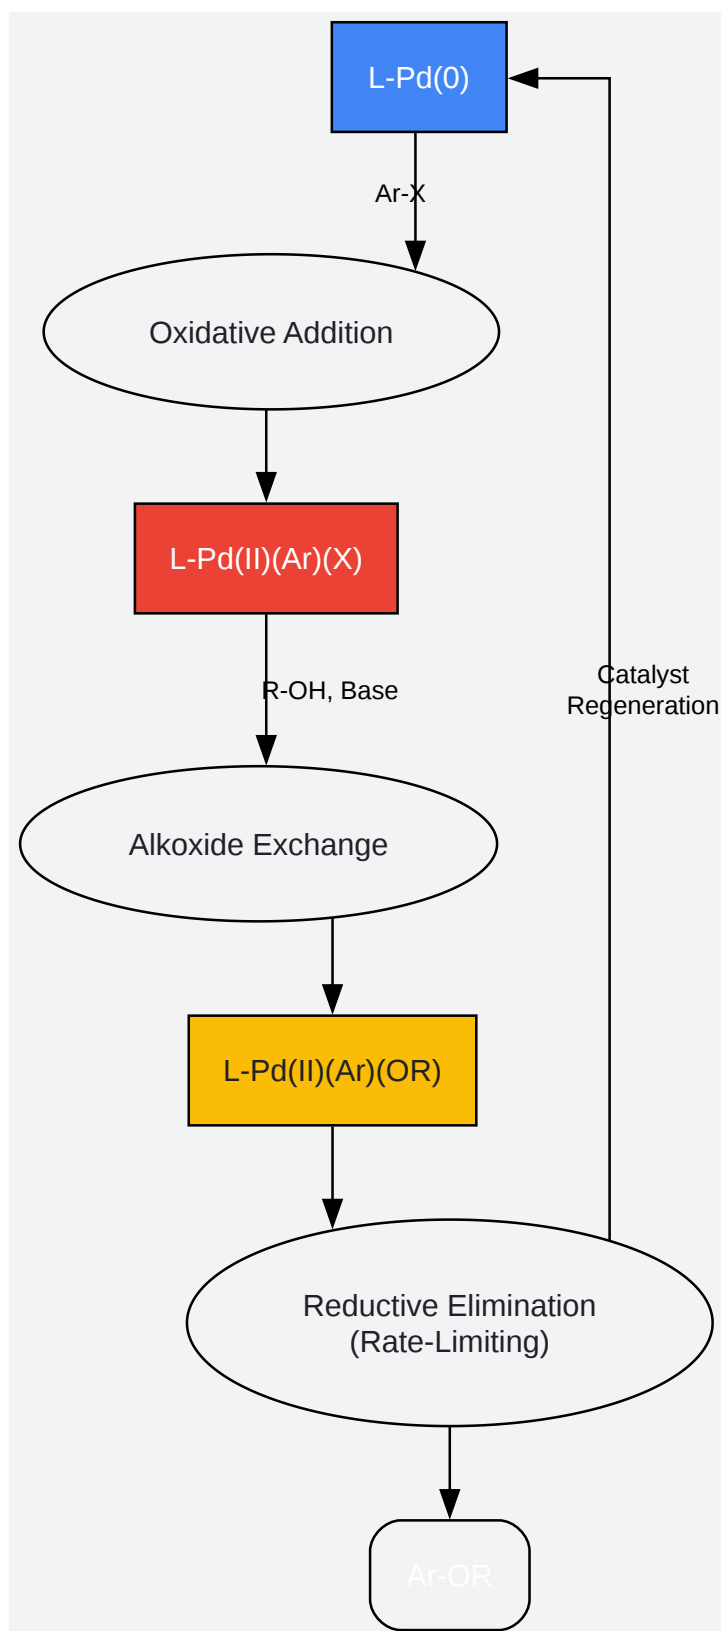 L-Pd(0)
Ar-X
Oxidative Addition
L-Pd(II)(Ar)(X)
R-OH, Base
Catalyst
Regeneration
Alkoxide Exchange
L-Pd(II)(Ar)(OR)
Reductive Elimination
(Rate-Limiting)
Ar-OR